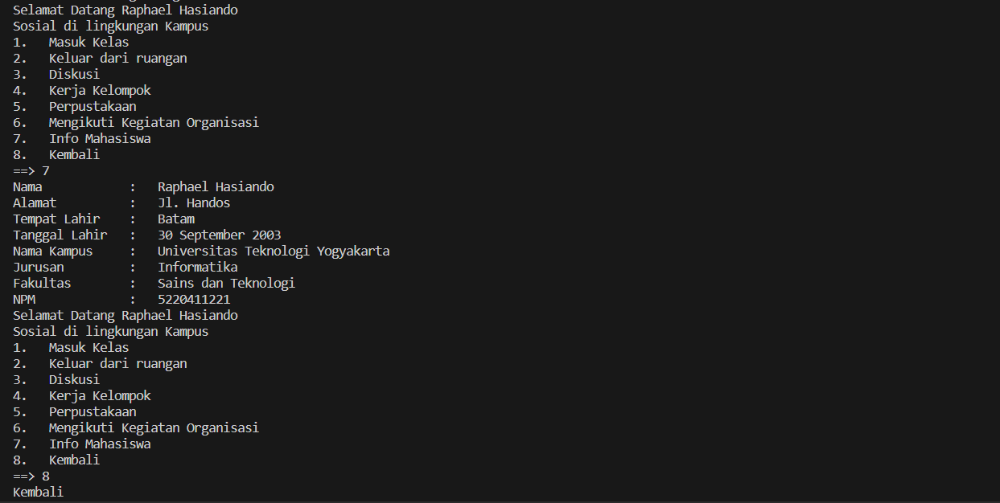 Selamat Datang Raphael Hasiando
Sosial di lingkungan Kampus
1.   Masuk Kelas
2.   Keluar dari ruangan
3.   Diskusi
4.   Kerja Kelompok
5.   Perpustakaan
6.   Mengikuti Kegiatan Organisasi
7.   Info Mahasiswa
8.   Kembali
==> 7
Nama            :   Raphael Hasiando
Alamat          :   Jl. Handos
Tempat Lahir    :   Batam
Tanggal Lahir   :   30 September 2003
Nama Kampus     :   Universitas Teknologi Yogyakarta
Jurusan         :   Informatika
Fakultas        :   Sains dan Teknologi
NPM             :   5220411221
Selamat Datang Raphael Hasiando
Sosial di lingkungan Kampus
1.   Masuk Kelas
2.   Keluar dari ruangan
3.   Diskusi
4.   Kerja Kelompok
5.   Perpustakaan
6.   Mengikuti Kegiatan Organisasi
7.   Info Mahasiswa
8.   Kembali
==> 8
Kembali